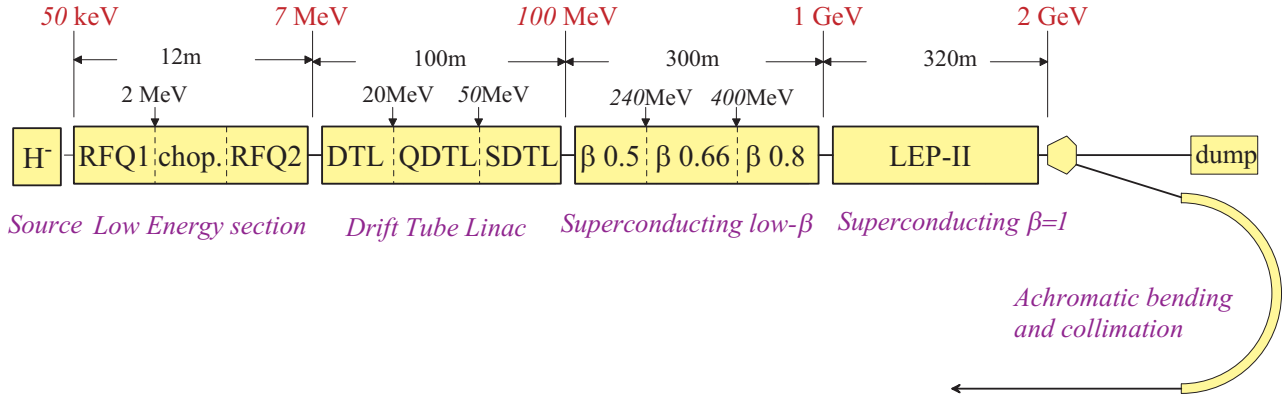 50 keV 7 MeV 100 MeV 1 GeV 2 GeV
12m 100m 300m 320m
2 MeV 20MeV 50MeV 240MeV 400MeV
H⁻ RFQ1 chop. RFQ2 DTL QDTL SDTL β 0.5 β 0.66 β 0.8 LEP-II dump
Source Low Energy section Drift Tube Linac Superconducting low-β Superconducting β=1
Achromatic bending
and collimation